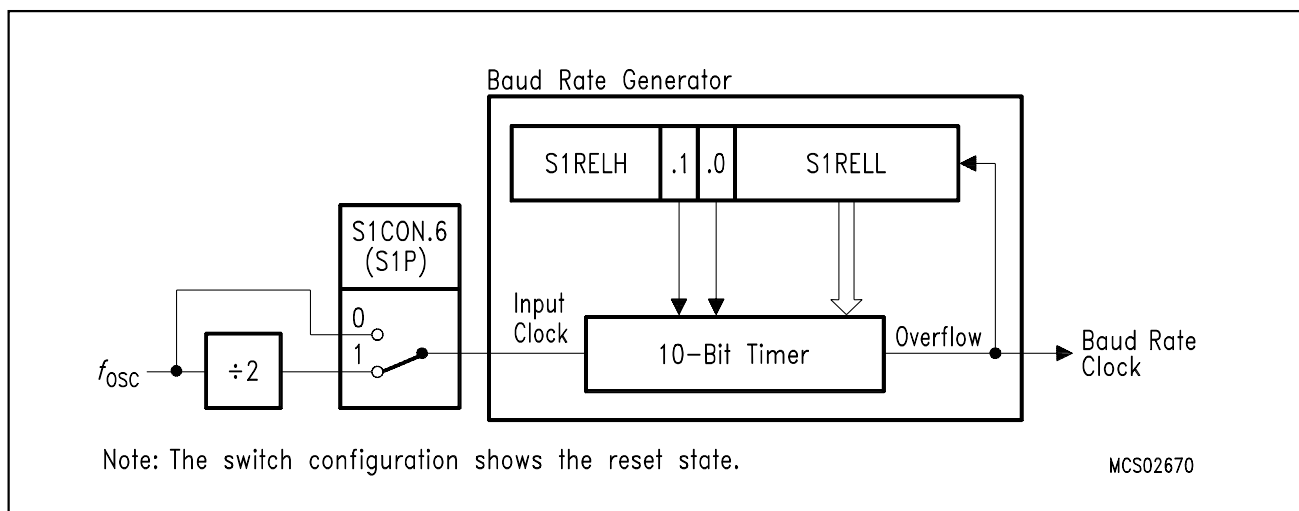 Baud Rate Generator
S1RELH .1 .0 S1RELL
S1CON.6
(S1P)
0
1
Input
Clock
10-Bit Timer
Overflow
Baud Rate
Clock
fOSC
÷2
Note: The switch configuration shows the reset state.
MCS02670